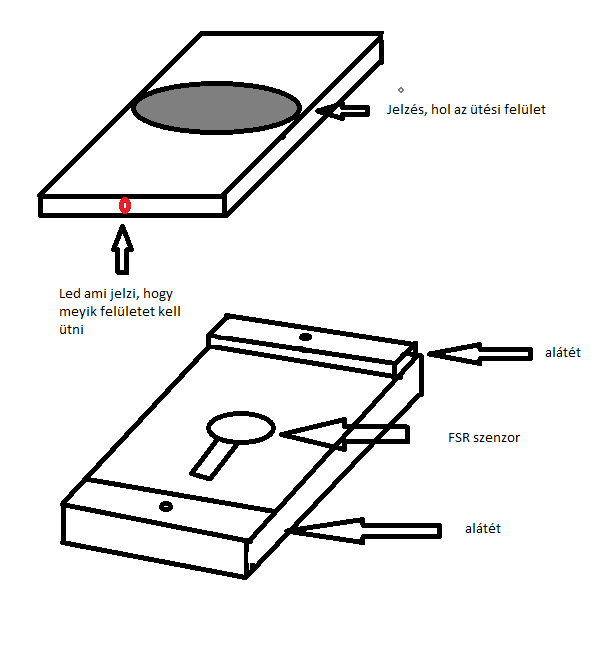 Jelzés, hol az ütési felület
Led ami jelzi, hogy
meyik felületet kell
ütni
alátét
FSR szenzor
alátét